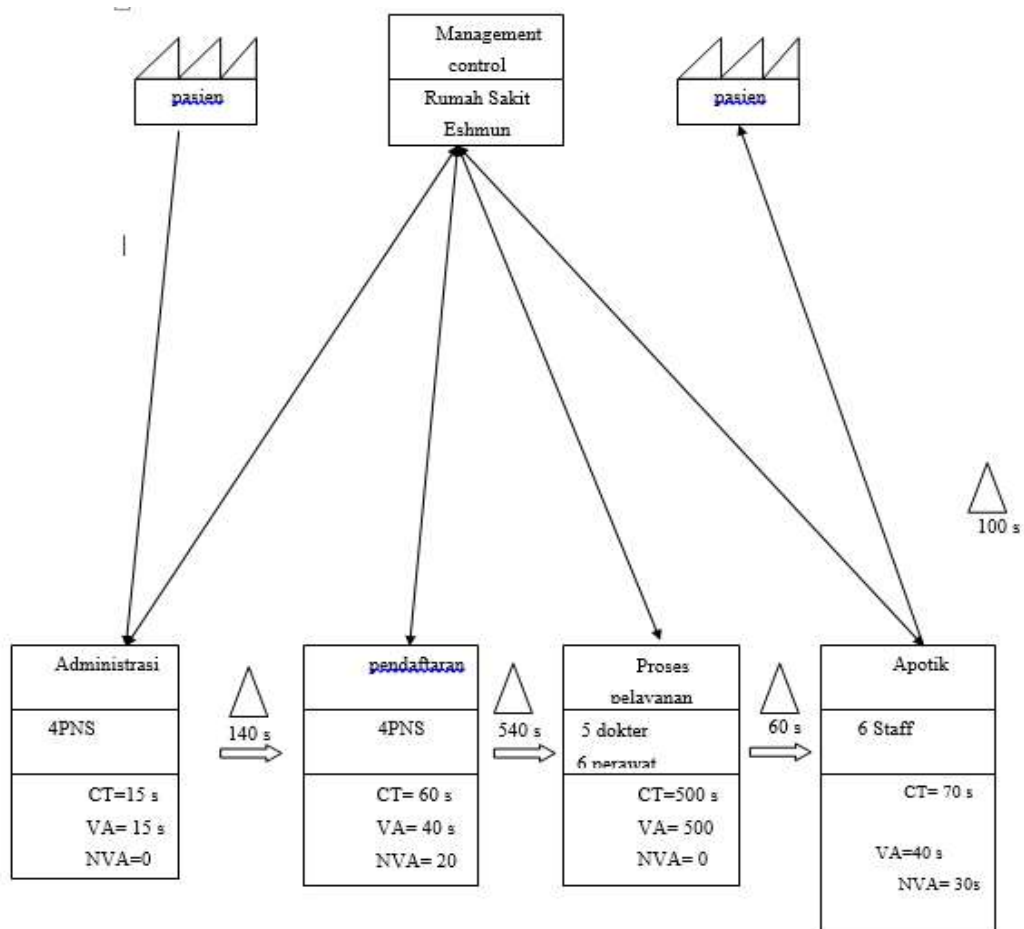 pasien
Management
control
Rumah Sakit
Eshmun
pasien
100 s
Administrasi
4PNS
CT=15 s
VA= 15 s
NVA=0
140 s
pendaftaran
4PNS
CT= 60 s
VA= 40 s
NVA= 20
540 s
Proses
pelayanan
5 dokter
6 perawat
CT=500 s
VA= 500
NVA= 0
60 s
Apotik
6 Staff
CT= 70 s
VA=40 s
NVA= 30s